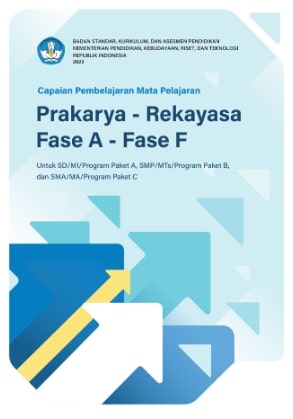 BADAN STANDAR, KURIKULUM, DAN ASESMEN PENDIDIKAN
KEMENTERIAN PENDIDIKAN, KEBUDAYAAN, RISET, DAN TEKNOLOGI
REPUBLIK INDONESIA
2022
Capaian Pembelajaran Mata Pelajaran
Prakarya - Rekayasa
Fase A - Fase F
Untuk SD/MI/Program Paket A, SMP/MTs/Program Paket B,
dan SMA/MA/Program Paket C